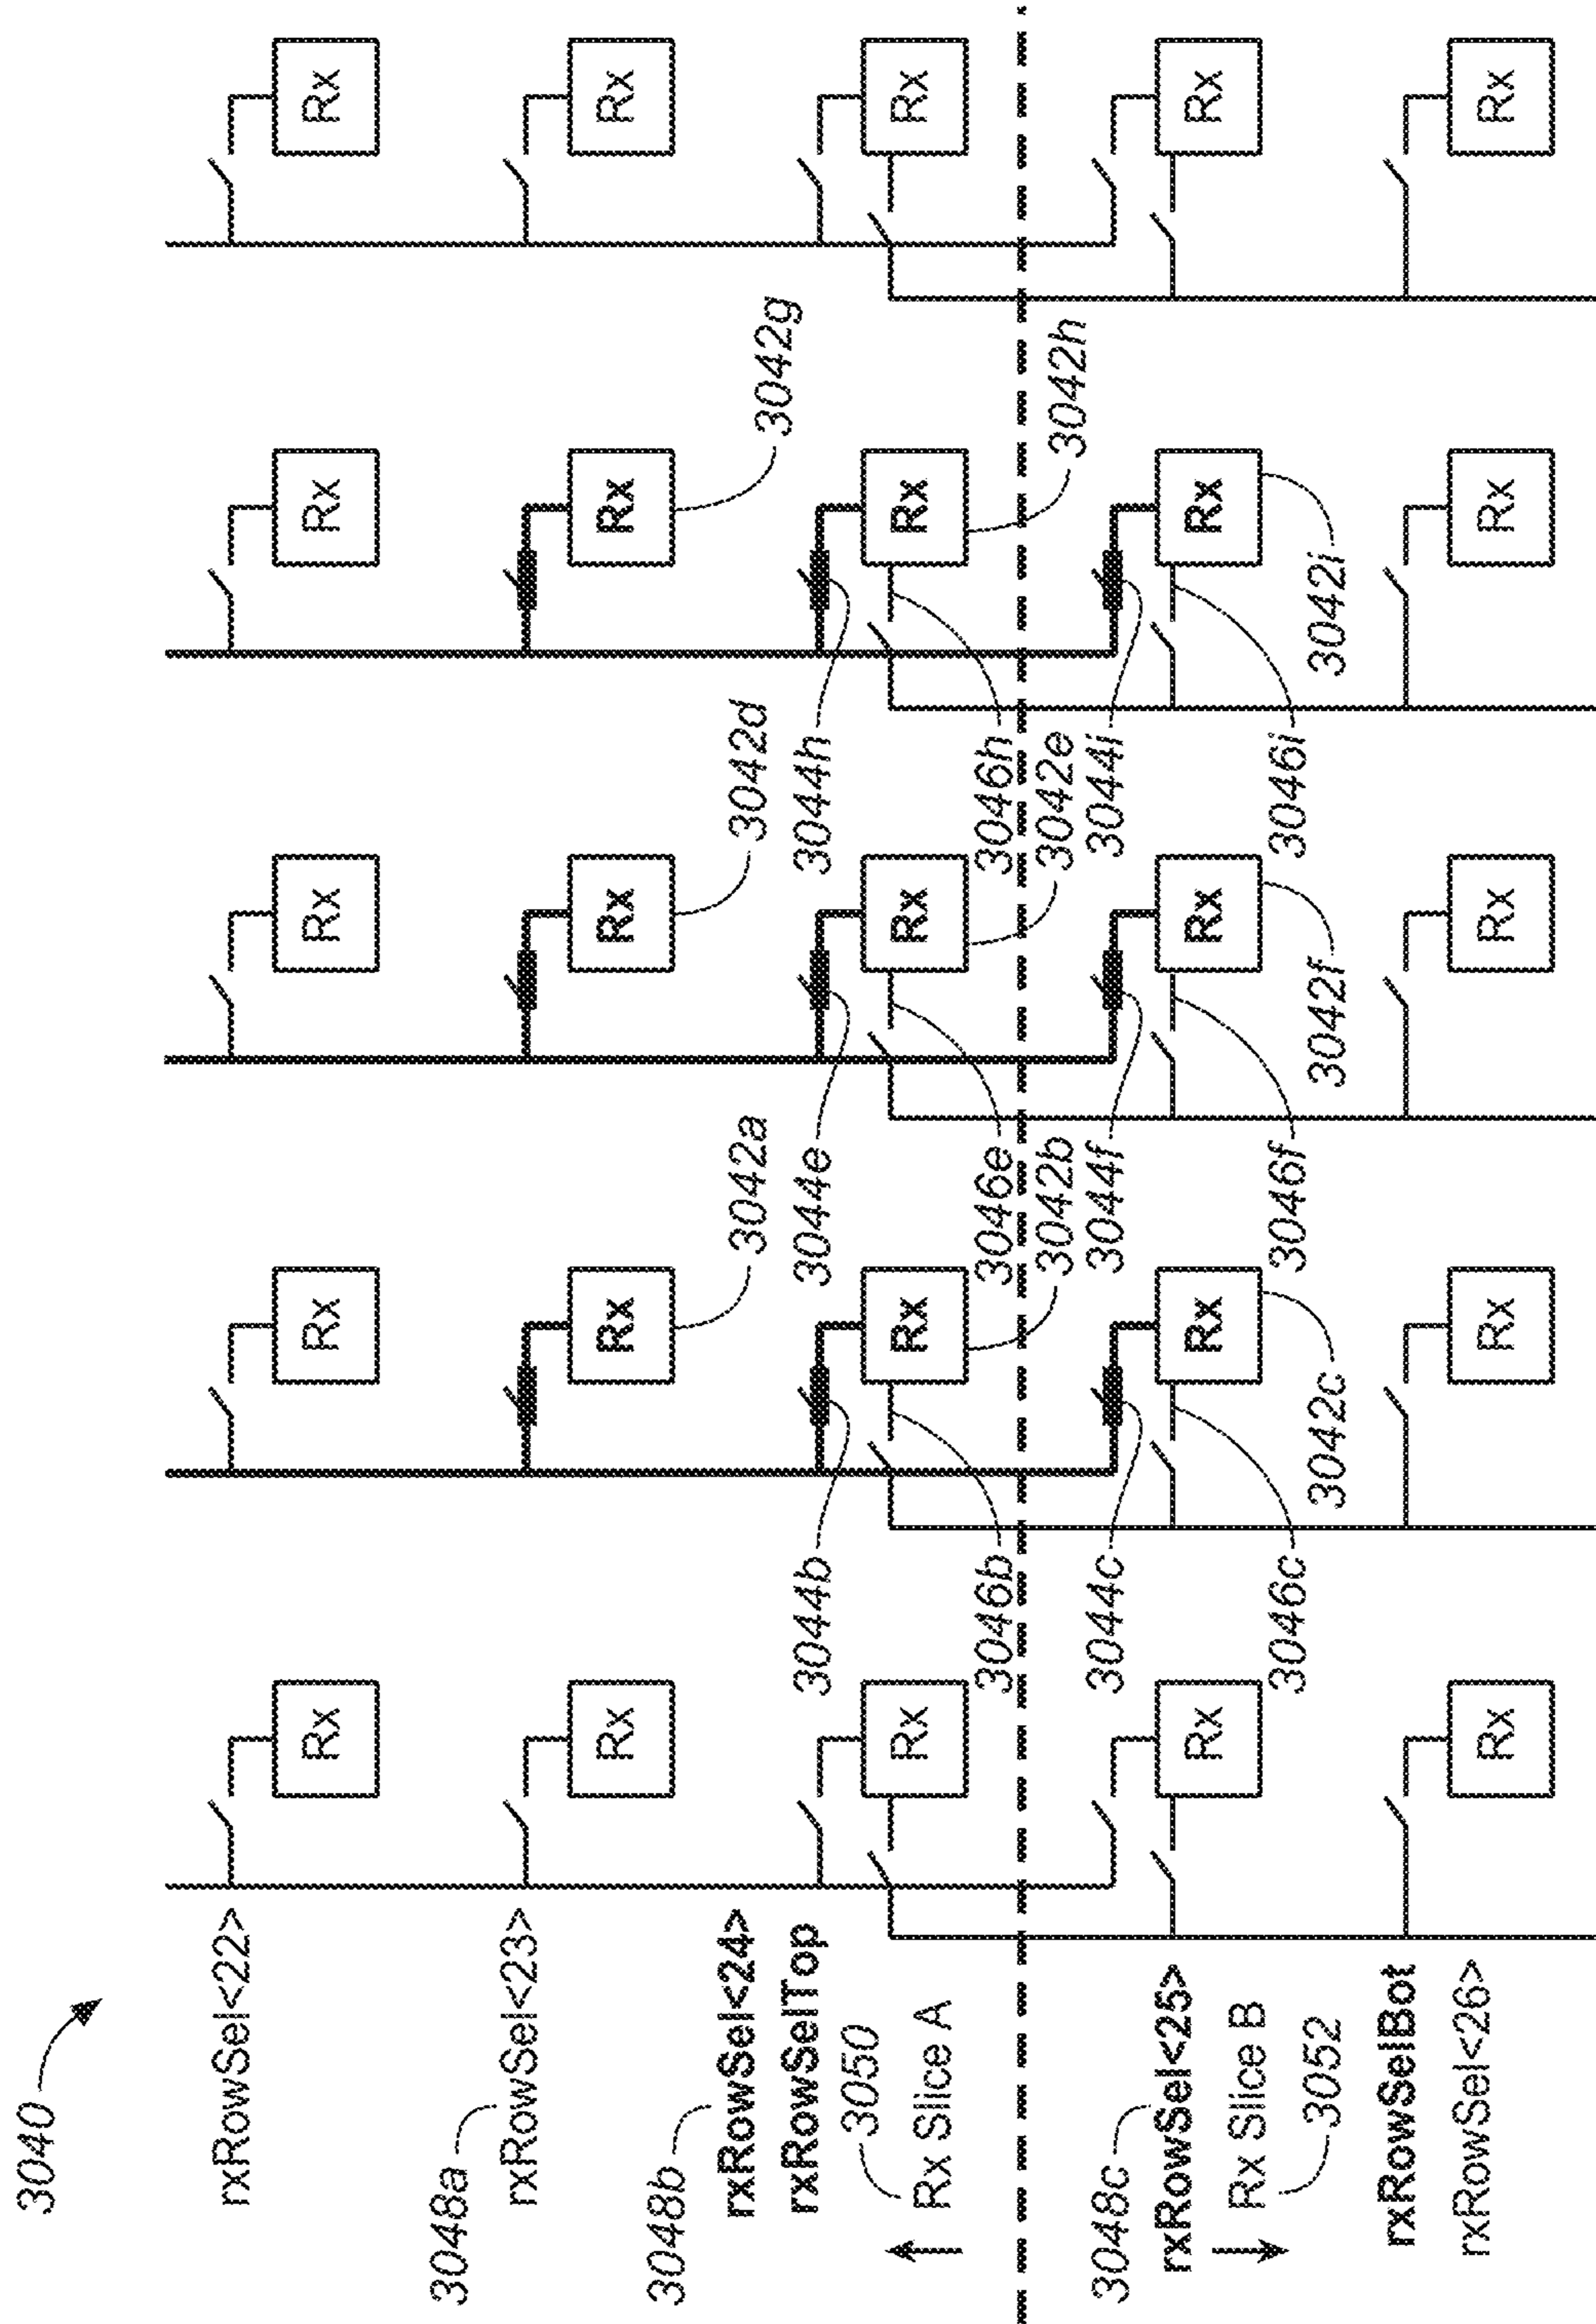 3040
rxRowSel<22>
Rx
Rx
Rx
Rx
Rx
3048a
rxRowSel<23>
Rx
Rx
3042a
Rx
3042d
Rx
3042g
Rx
3048b
rxRowSel<24>
rxRowSelTop
3050
Rx Slice A
Rx
3044b
3046b
Rx
3042b
3044e
3046e
Rx
3042e
3044h
3046h
Rx
3042h
Rx
3048c
rxRowSel<25>
Rx Slice B
3052
Rx
3044c
3046c
Rx
3042c
3044f
3046f
Rx
3042f
3044i
3046i
Rx
3042i
Rx
rxRowSelBot
rxRowSel<26>
Rx
Rx
Rx
Rx
Rx